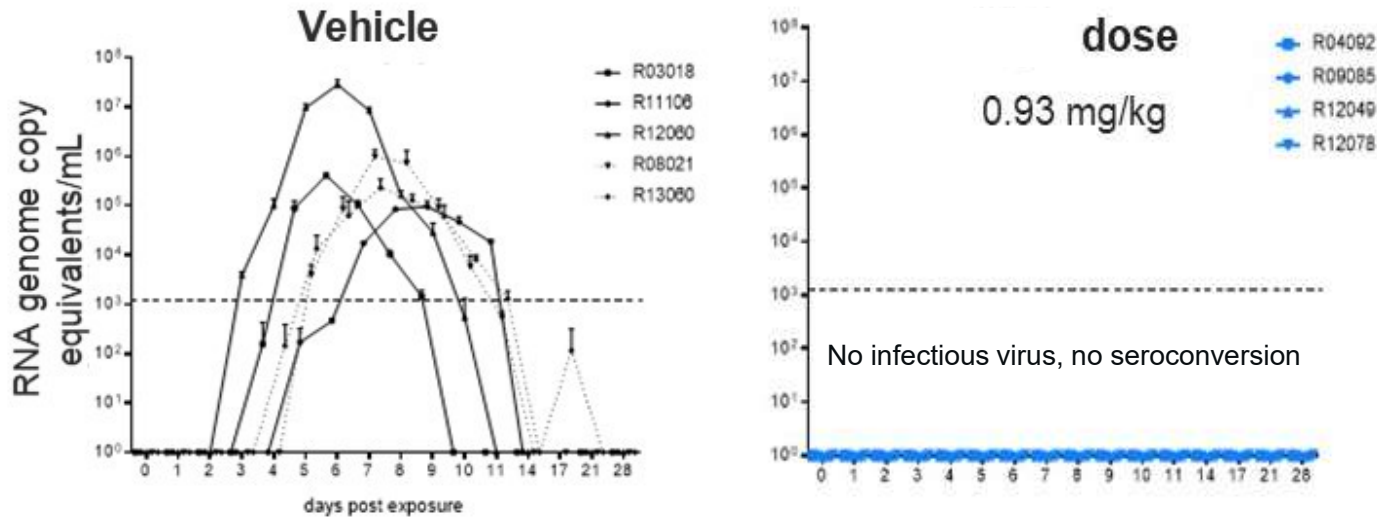 Vehicle
RNA genome copy
equivalents/mL
10⁸
10⁷
10⁶
10⁵
10⁴
10³
10²
10¹
10⁰
R03018
R11106
R12060
R08021
R13060
0 1 2 3 4 5 6 7 8 9 10 11 14 17 21 28
days post exposure
dose
0.93 mg/kg
10⁸
10⁷
10⁶
10⁵
10⁴
10³
10²
10¹
10⁰
R04092
R09085
R12049
R12078
No infectious virus, no seroconversion
0 1 2 3 4 5 6 7 8 9 10 11 14 17 21 28